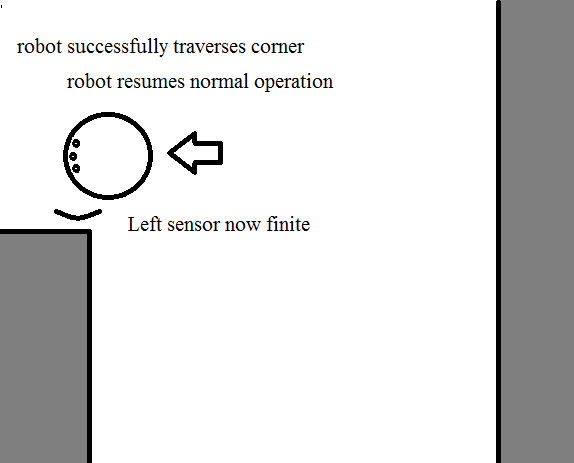 robot successfully traverses corner
robot resumes normal operation
Left sensor now finite